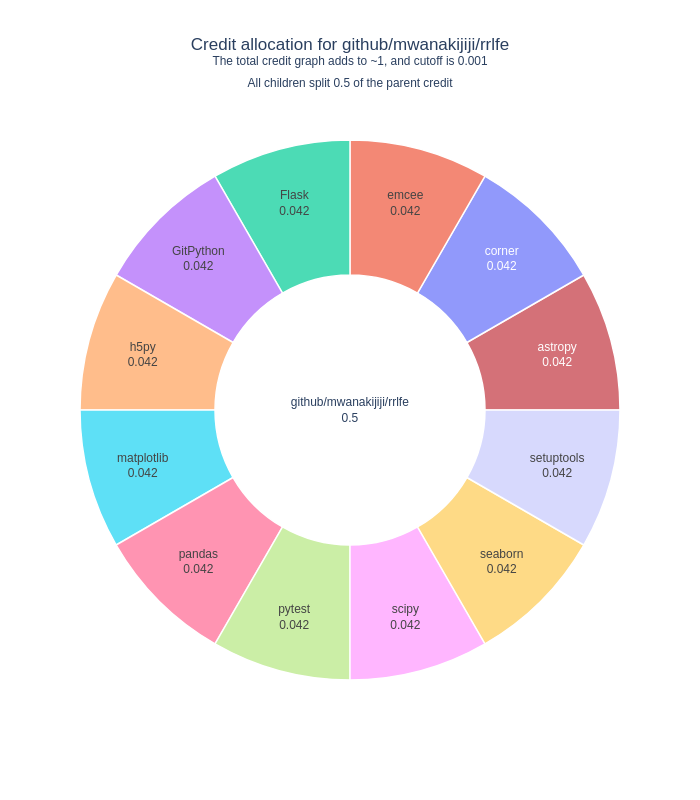 Credit allocation for github/mwanakijiji/rrlfe
The total credit graph adds to ~1, and cutoff is 0.001
All children split 0.5 of the parent credit
Flask
0.042
emcee
0.042
GitPython
0.042
corner
0.042
h5py
0.042
astropy
0.042
github/mwanakijiji/rrlfe
0.5
matplotlib
0.042
setuptools
0.042
pandas
0.042
seaborn
0.042
pytest
0.042
scipy
0.042